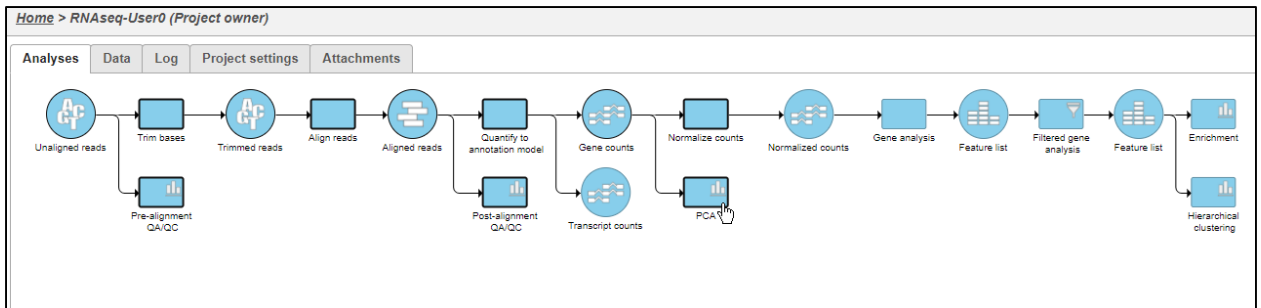 Home > RNAseq-User0 (Project owner)
Analyses Data Log Project settings Attachments
Unaligned reads
Trim bases
Trimmed reads
Align reads
Aligned reads
Quantify to
annotation model
Gene counts
Normalize counts
Normalized counts
Gene analysis
Feature list
Filtered gene
analysis
Feature list
Enrichment
Pre-alignment
QA/QC
Post-alignment
QA/QC
Transcript counts
PCA
Hierarchical
clustering